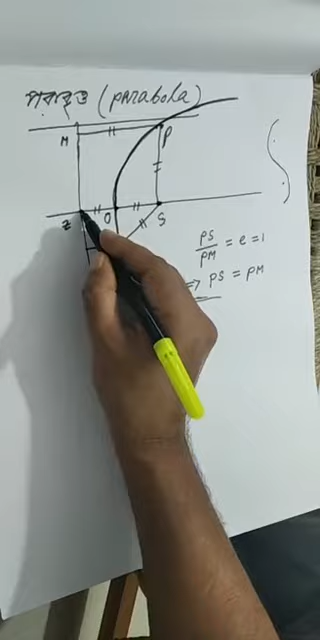 পরাবৃত্ত (parabola)
M P
Z O S
PS/PM = e = 1
⇒ PS = PM